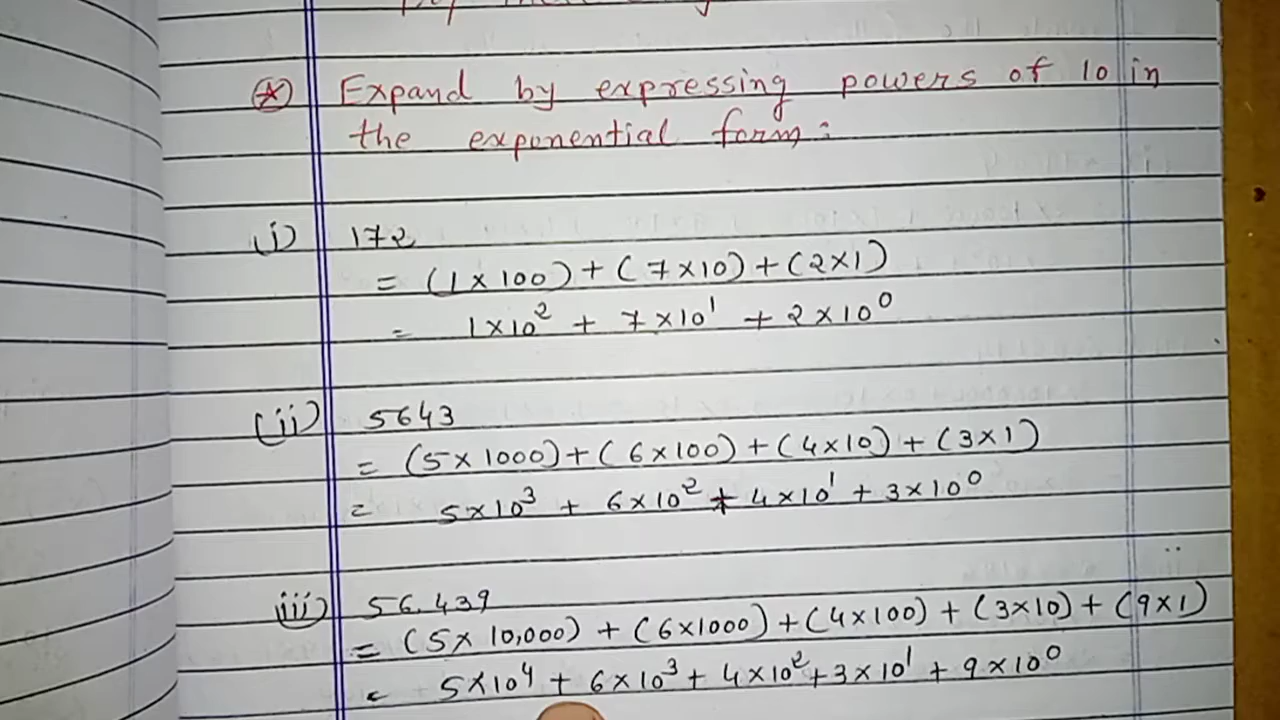 (*) Expand by expressing powers of 10 in
the exponential form:
(i) 172
= (1×100)+(7×10)+(2×1)
= 1×10² + 7×10¹ + 2×10⁰
(ii) 5643
= (5×1000)+(6×100)+(4×10)+(3×1)
= 5×10³ + 6×10² + 4×10¹ + 3×10⁰
iii) 56,439
= (5×10,000)+(6×1000)+(4×100)+(3×10)+(9×1)
= 5×10⁴ + 6×10³ + 4×10² + 3×10¹ + 9×10⁰